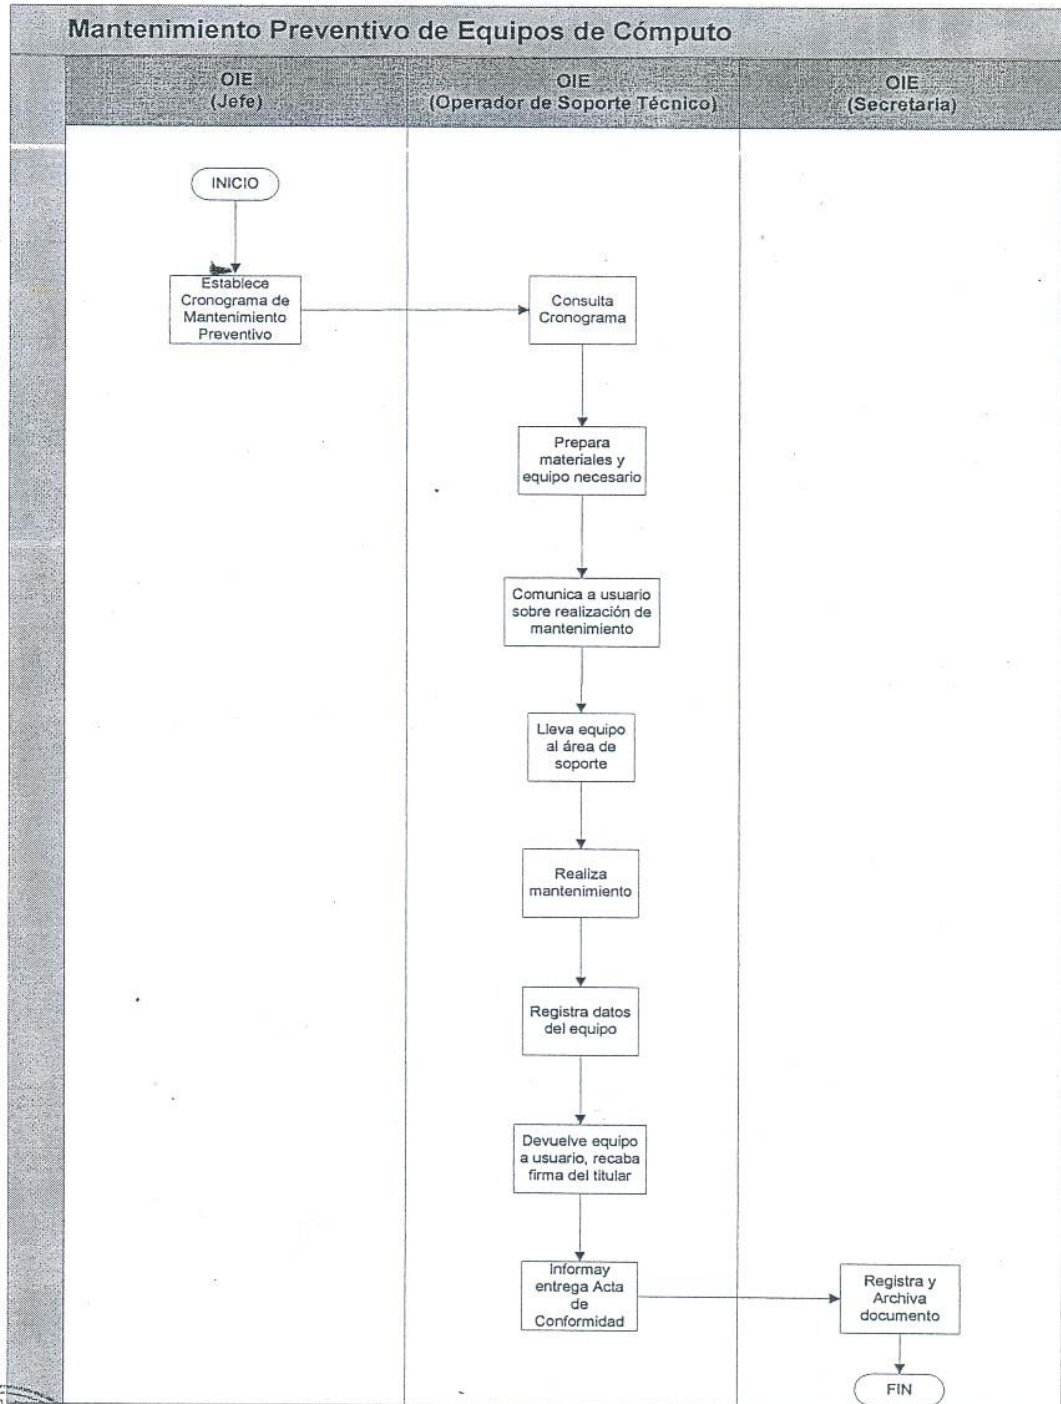 Mantenimiento Preventivo de Equipos de Cómputo
OIE
(Jefe)
OIE
(Operador de Soporte Técnico)
OIE
(Secretaria)
INICIO
Establece
Cronograma de
Mantenimiento
Preventivo
Consulta
Cronograma
Prepara
materiales y
equipo necesario
Comunica a usuario
sobre realización de
mantenimiento
Lleva equipo
al área de
soporte
Realiza
mantenimiento
Registra datos
del equipo
Devuelve equipo
a usuario, recaba
firma del titular
Informay
entrega Acta
de
Conformidad
Registra y
Archiva
documento
FIN